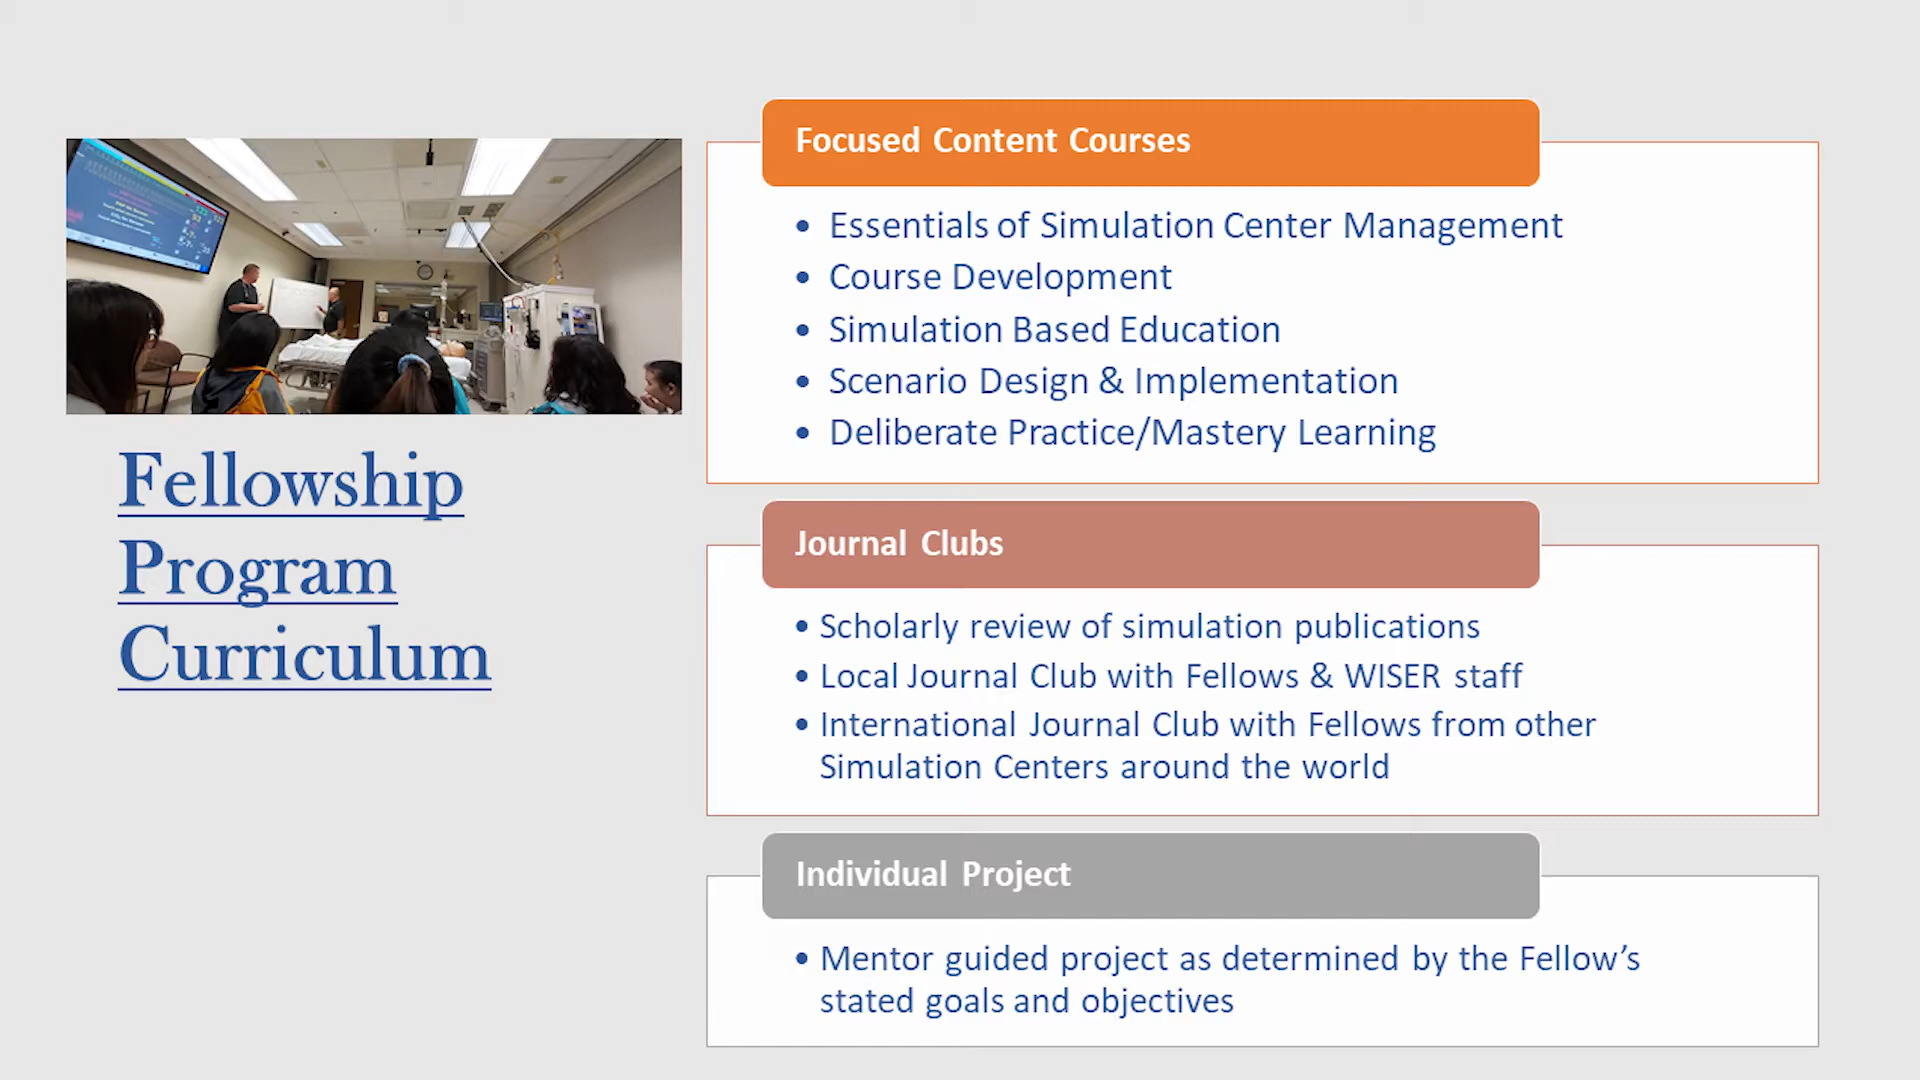 Fellowship
Program
Curriculum
Focused Content Courses
• Essentials of Simulation Center Management
• Course Development
• Simulation Based Education
• Scenario Design & Implementation
• Deliberate Practice/Mastery Learning
Journal Clubs
• Scholarly review of simulation publications
• Local Journal Club with Fellows & WISER staff
• International Journal Club with Fellows from other
Simulation Centers around the world
Individual Project
• Mentor guided project as determined by the Fellow’s
stated goals and objectives